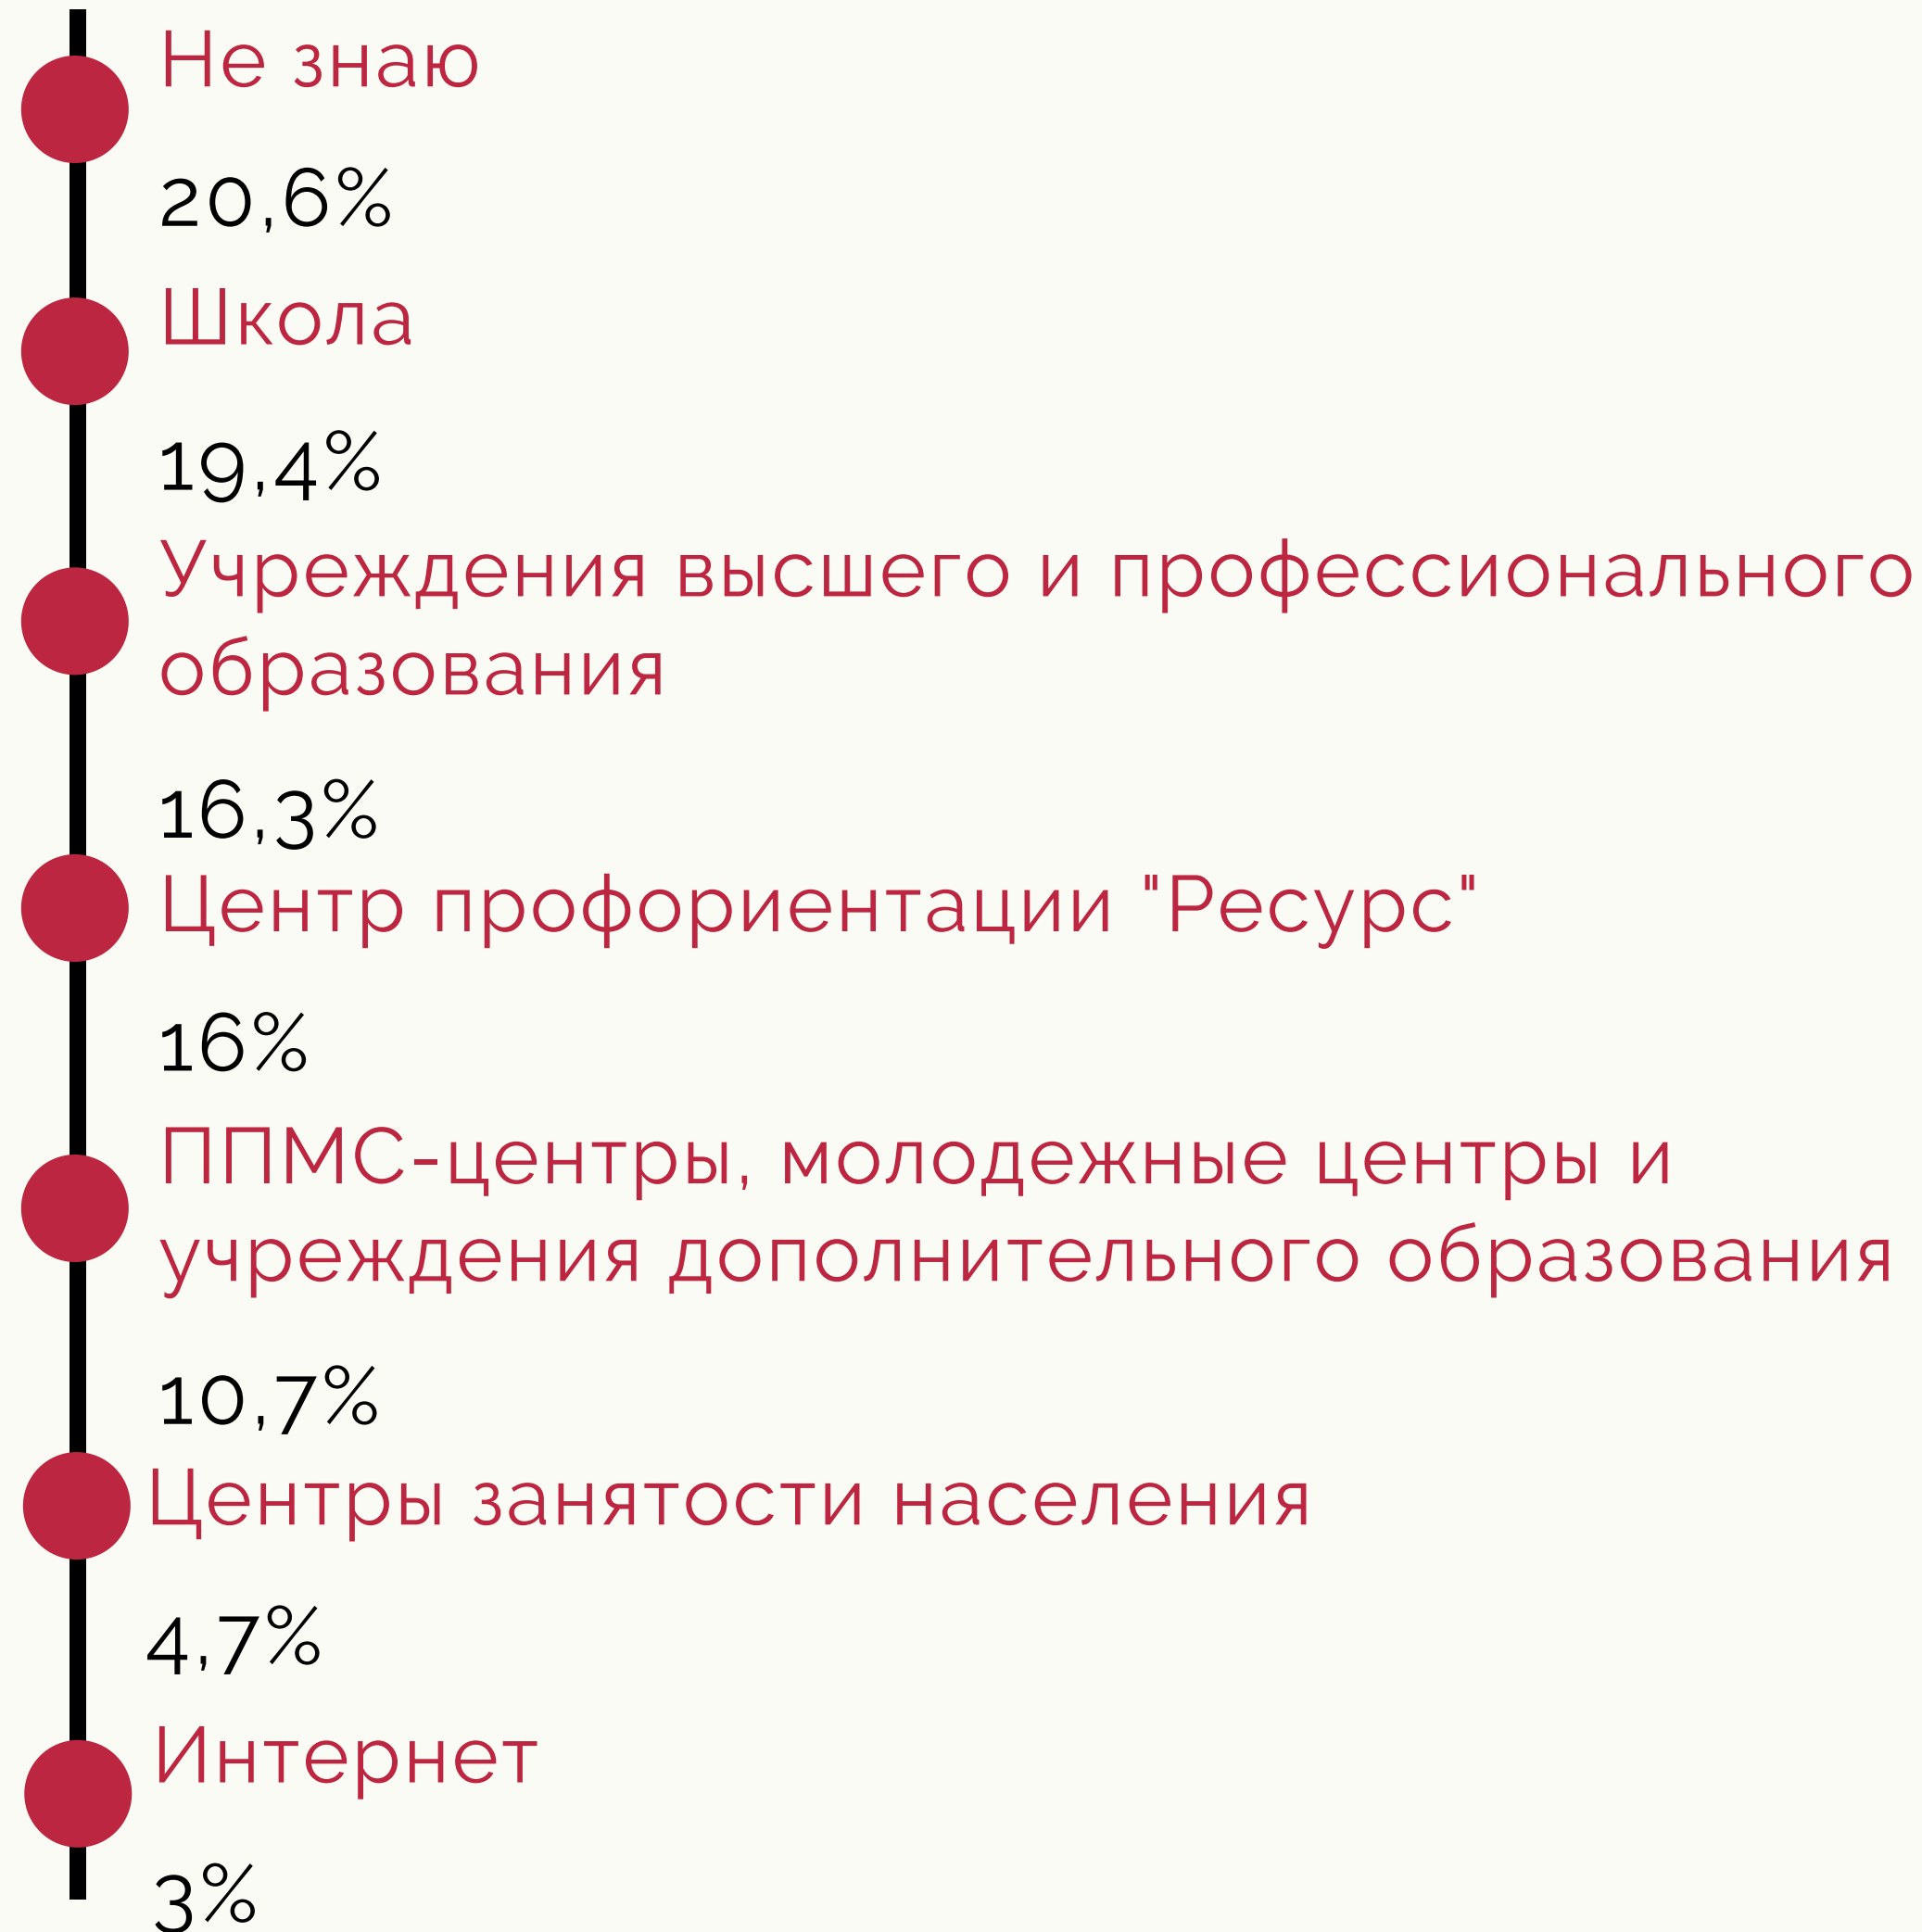 Не знаю
20,6%
Школа
19,4%
Учреждения высшего и профессионального
образования
16,3%
Центр профориентации "Ресурс"
16%
ППМС-центры, молодежные центры и
учреждения дополнительного образования
10,7%
Центры занятости населения
4,7%
Интернет
3%